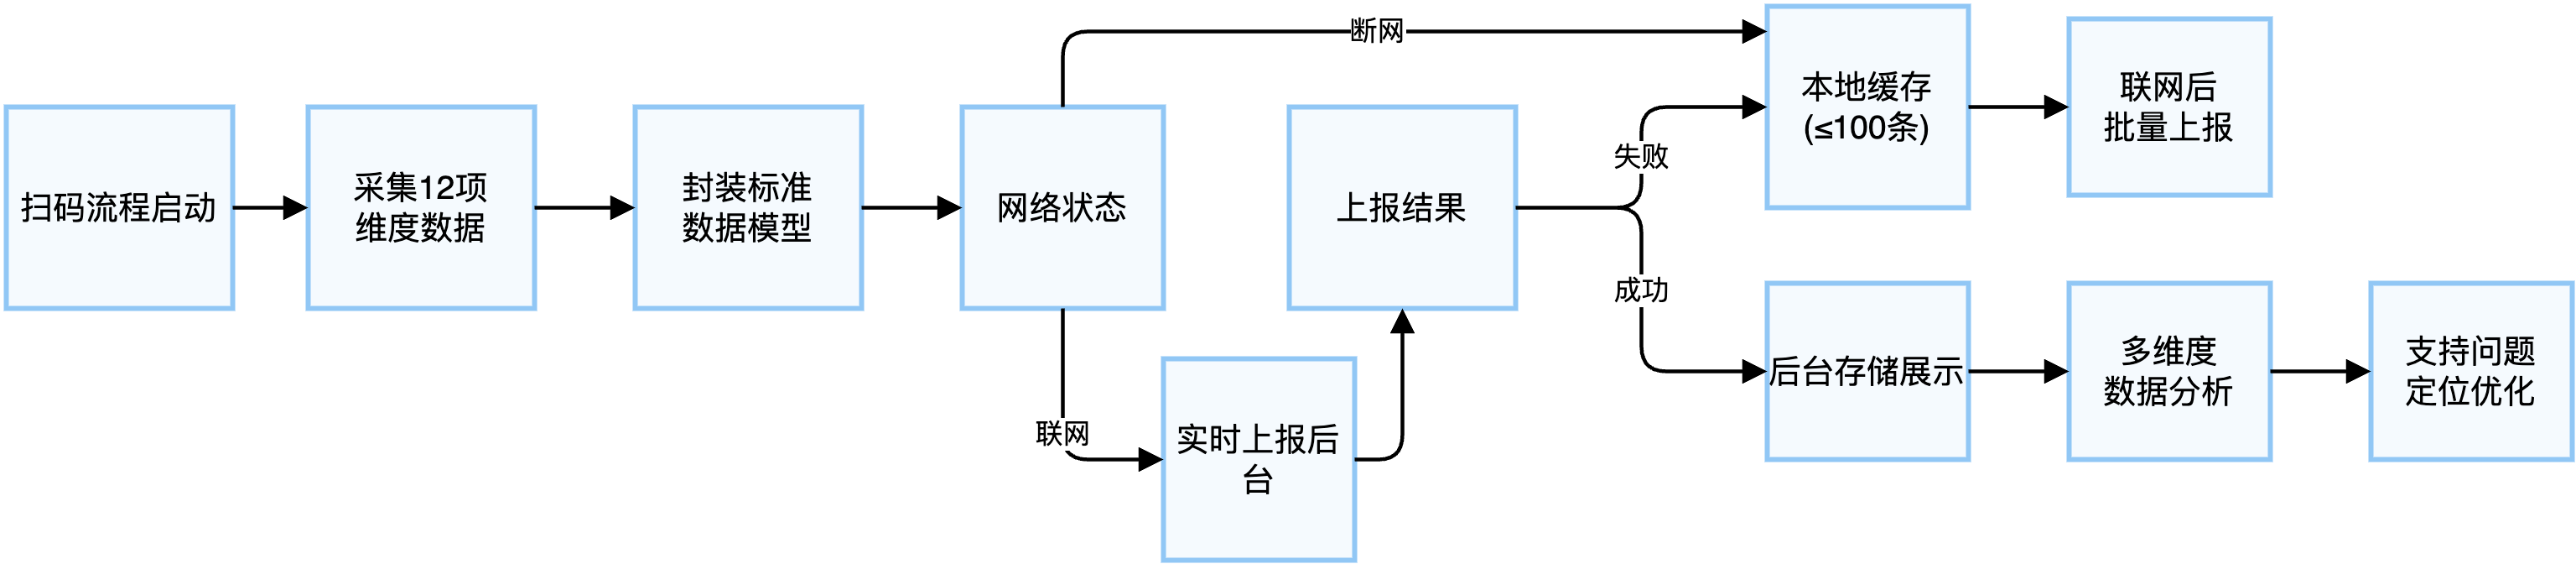 扫码流程启动
采集12项
维度数据
封装标准
数据模型
网络状态
断网
联网
实时上报后
台
上报结果
失败
成功
本地缓存
(≤100条)
联网后
批量上报
后台存储展示
多维度
数据分析
支持问题
定位优化